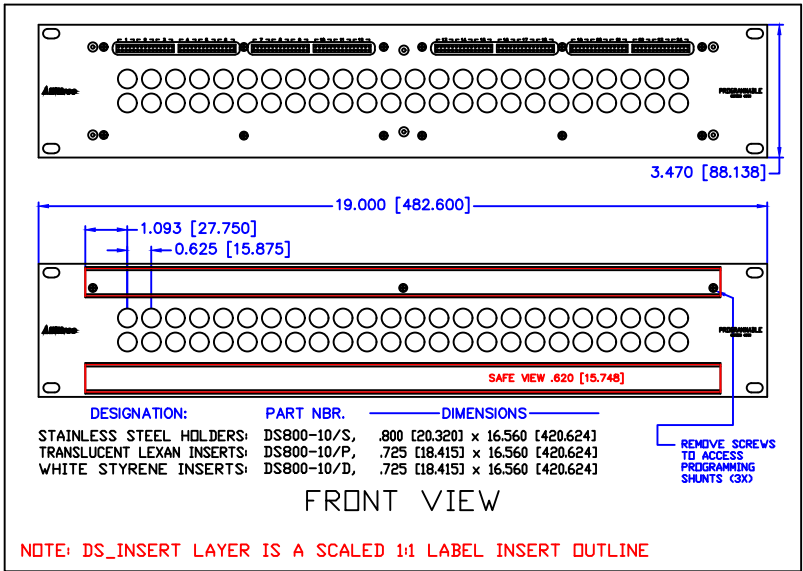 PROGRAMMABLE
3.470 [88.138]
19.000 [482.600]
1.093 [27.750]
0.625 [15.875]
PROGRAMMABLE
SAFE VIEW .620 [15.748]
DESIGNATION: PART NBR. DIMENSIONS
STAINLESS STEEL HOLDERS: DS800-10/S, .800 [20.320] x 16.560 [420.624]
TRANSLUCENT LEXAN INSERTS: DS800-10/P, .725 [18.415] x 16.560 [420.624]
WHITE STYRENE INSERTS: DS800-10/D, .725 [18.415] x 16.560 [420.624]
REMOVE SCREWS
TO ACCESS
PROGRAMMING
SHUNTS (3X)
FRONT VIEW
NOTE: DS_INSERT LAYER IS A SCALED 1:1 LABEL INSERT OUTLINE